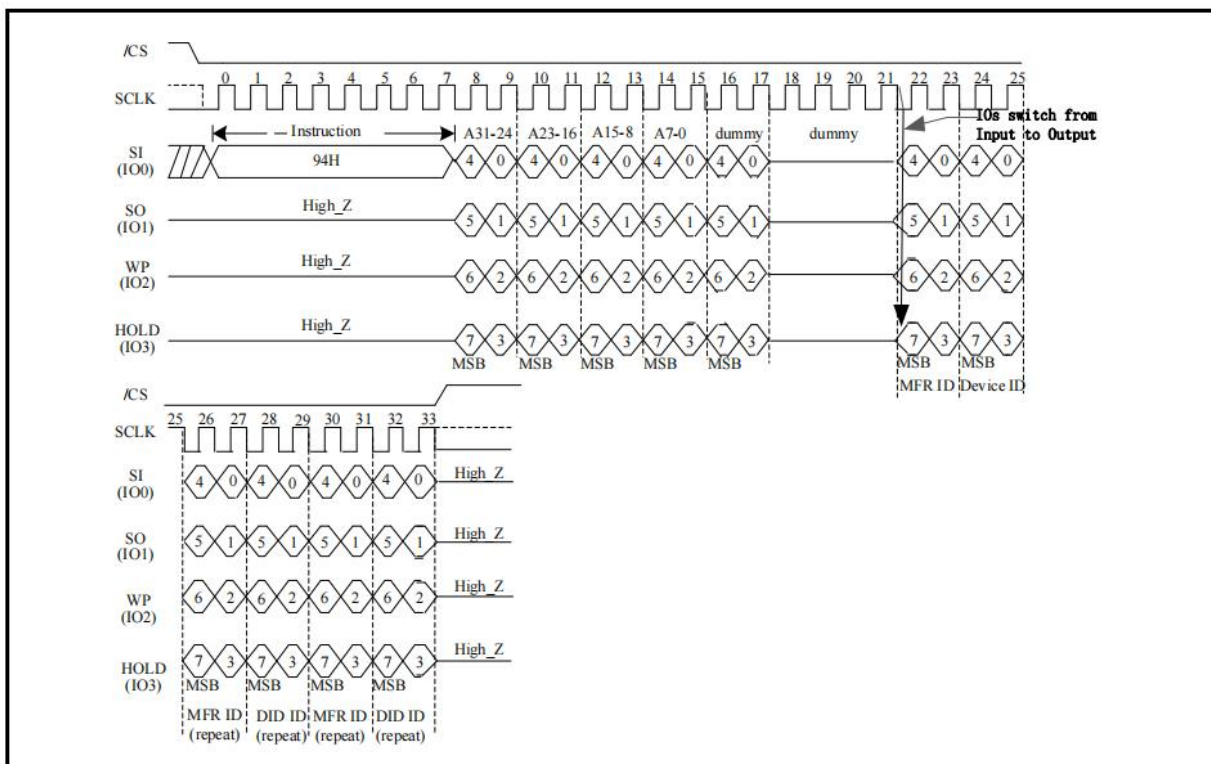 /CS
0 1 2 3 4 5 6 7 8 9 10 11 12 13 14 15 16 17 18 19 20 21 22 23 24 25
SCLK
IOs switch from
Input to Output
Instruction A31-24 A23-16 A15-8 A7-0 dummy dummy
SI
(IO0)
94H 4 0 4 0 4 0 4 0 4 0 4 0 4 0
SO
(IO1)
High_Z 5 1 5 1 5 1 5 1 5 1 5 1 5 1
WP
(IO2)
High_Z 6 2 6 2 6 2 6 2 6 2 6 2 6 2
HOLD
(IO3)
High_Z 7 3 7 3 7 3 7 3 7 3 7 3 7 3
MSB MSB MSB MSB MSB MSB MSB
MFR ID Device ID
/CS
25 26 27 28 29 30 31 32 33
SCLK
SI
(IO0)
4 0 4 0 4 0 4 0 High_Z
SO
(IO1)
5 1 5 1 5 1 5 1 High_Z
WP
(IO2)
6 2 6 2 6 2 6 2 High_Z
HOLD
(IO3)
7 3 7 3 7 3 7 3 High_Z
MSB MSB MSB MSB
MFR ID DID ID MFR ID DID ID
(repeat) (repeat) (repeat) (repeat)